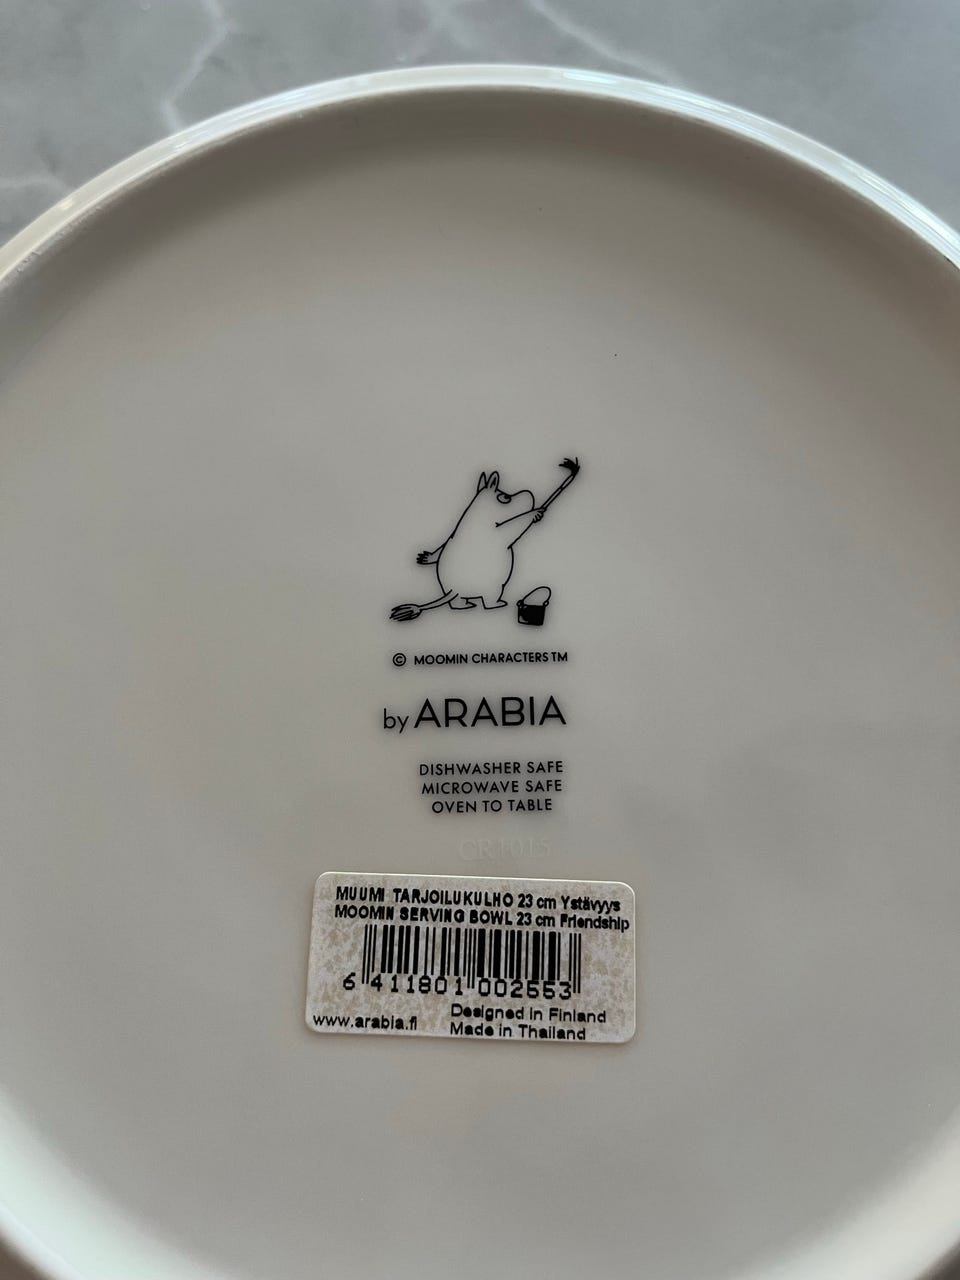 © MOOMIN CHARACTERS TM
by ARABIA
DISHWASHER SAFE
MICROWAVE SAFE
OVEN TO TABLE
CR1015
MUUMI TARJOILUKULHO 23 cm Ystävyys
MOOMIN SERVING BOWL 23 cm Friendship
6 411801 002553
www.arabia.fi
Designed in Finland
Made in Thailand